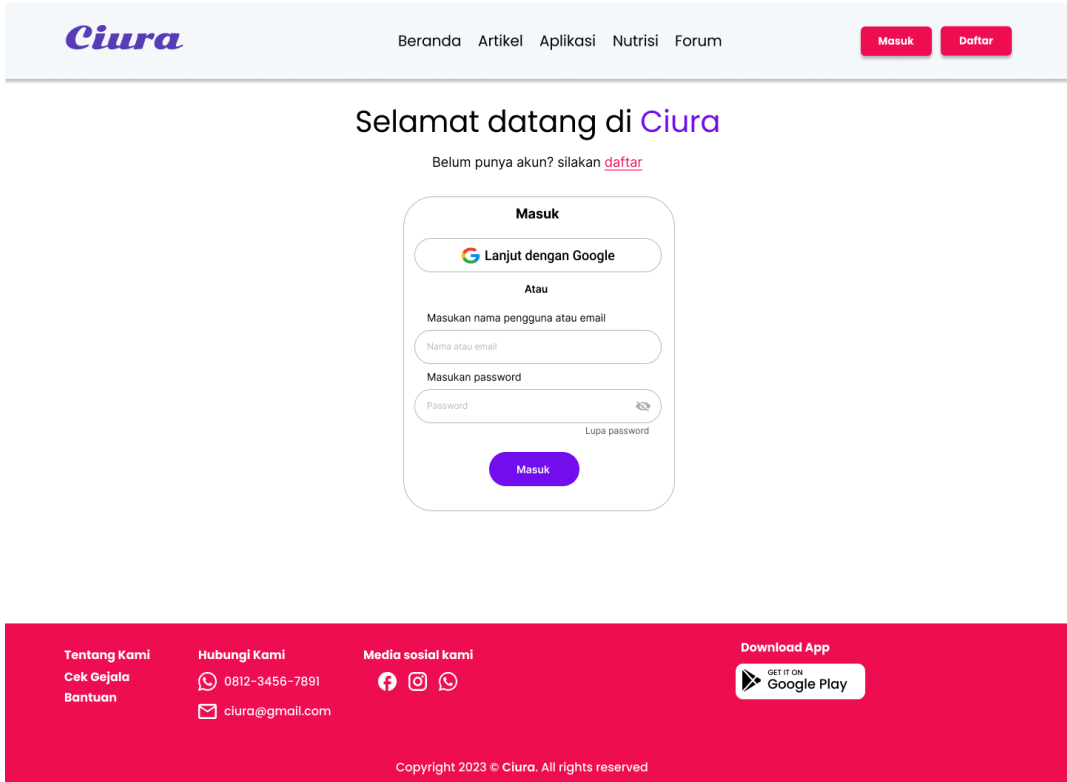 Ciura
Beranda Artikel Aplikasi Nutrisi Forum
Masuk Daftar
Selamat datang di Ciura
Belum punya akun? silakan daftar
Masuk
Lanjut dengan Google
Atau
Masukan nama pengguna atau email
Nama atau email
Masukan password
Password
Lupa password
Masuk
Tentang Kami
Cek Gejala
Bantuan
Hubungi Kami
0812-3456-7891
ciura@gmail.com
Media sosial kami
Download App
GET IT ON
Google Play
Copyright 2023 © Ciura. All rights reserved